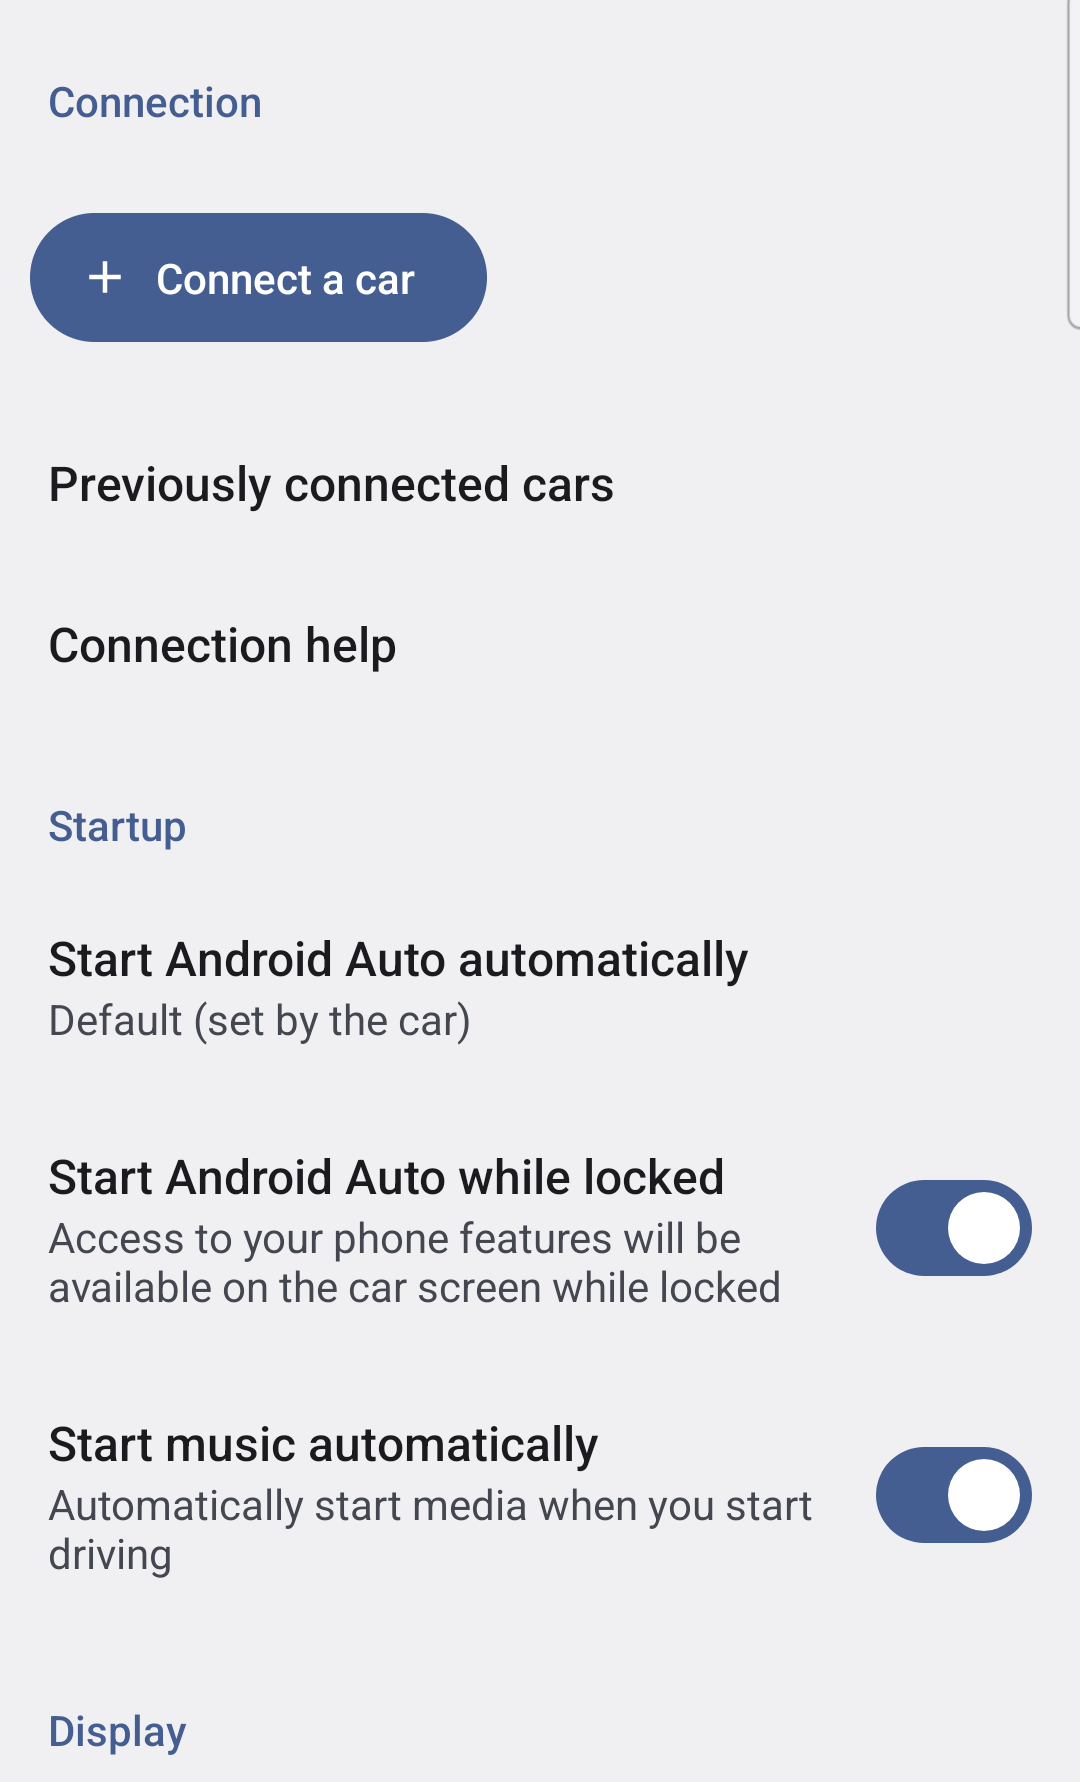 Connection
+ Connect a car
Previously connected cars
Connection help
Startup
Start Android Auto automatically
Default (set by the car)
Start Android Auto while locked
Access to your phone features will be
available on the car screen while locked
Start music automatically
Automatically start media when you start
driving
Display